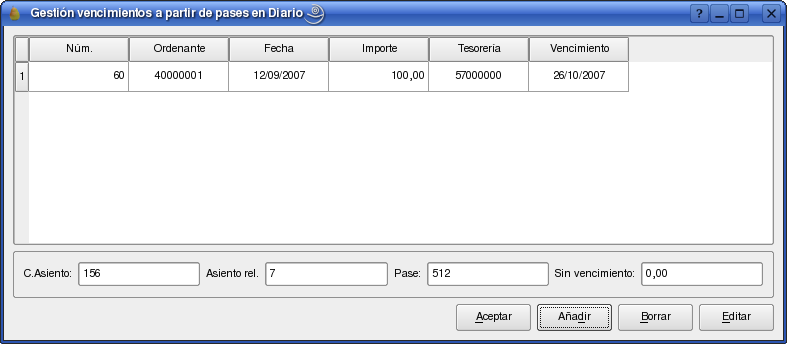 Gestión vencimientos a partir de pases en Diario
Núm. Ordenante Fecha Importe Tesorería Vencimiento
1 60 40000001 12/09/2007 100,00 57000000 26/10/2007
C.Asiento: 156 Asiento rel. 7 Pase: 512 Sin vencimiento: 0,00
Aceptar Añadir Borrar Editar